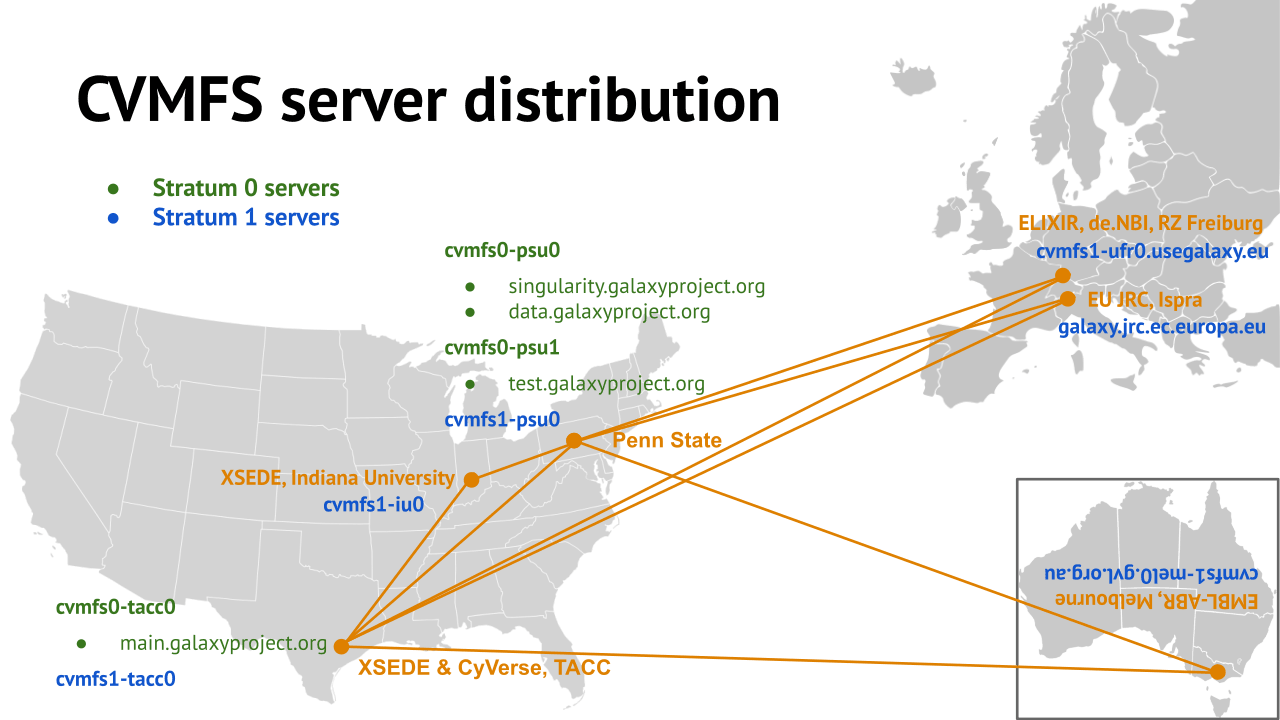 CVMFS server distribution
● Stratum 0 servers
● Stratum 1 servers
cvmfs0-psu0
● singularity.galaxyproject.org
● data.galaxyproject.org
cvmfs0-psu1
● test.galaxyproject.org
cvmfs1-psu0
Penn State
ELIXIR, de.NBI, RZ Freiburg
cvmfs1-ufr0.usegalaxy.eu
EU JRC, Ispra
galaxy.jrc.ec.europa.eu
XSEDE, Indiana University
cvmfs1-iu0
cvmfs0-tacc0
● main.galaxyproject.org
cvmfs1-tacc0
XSEDE & CyVerse, TACC
EMBL-ABR, Melbourne
cvmfs1-mel0.gvl.org.au